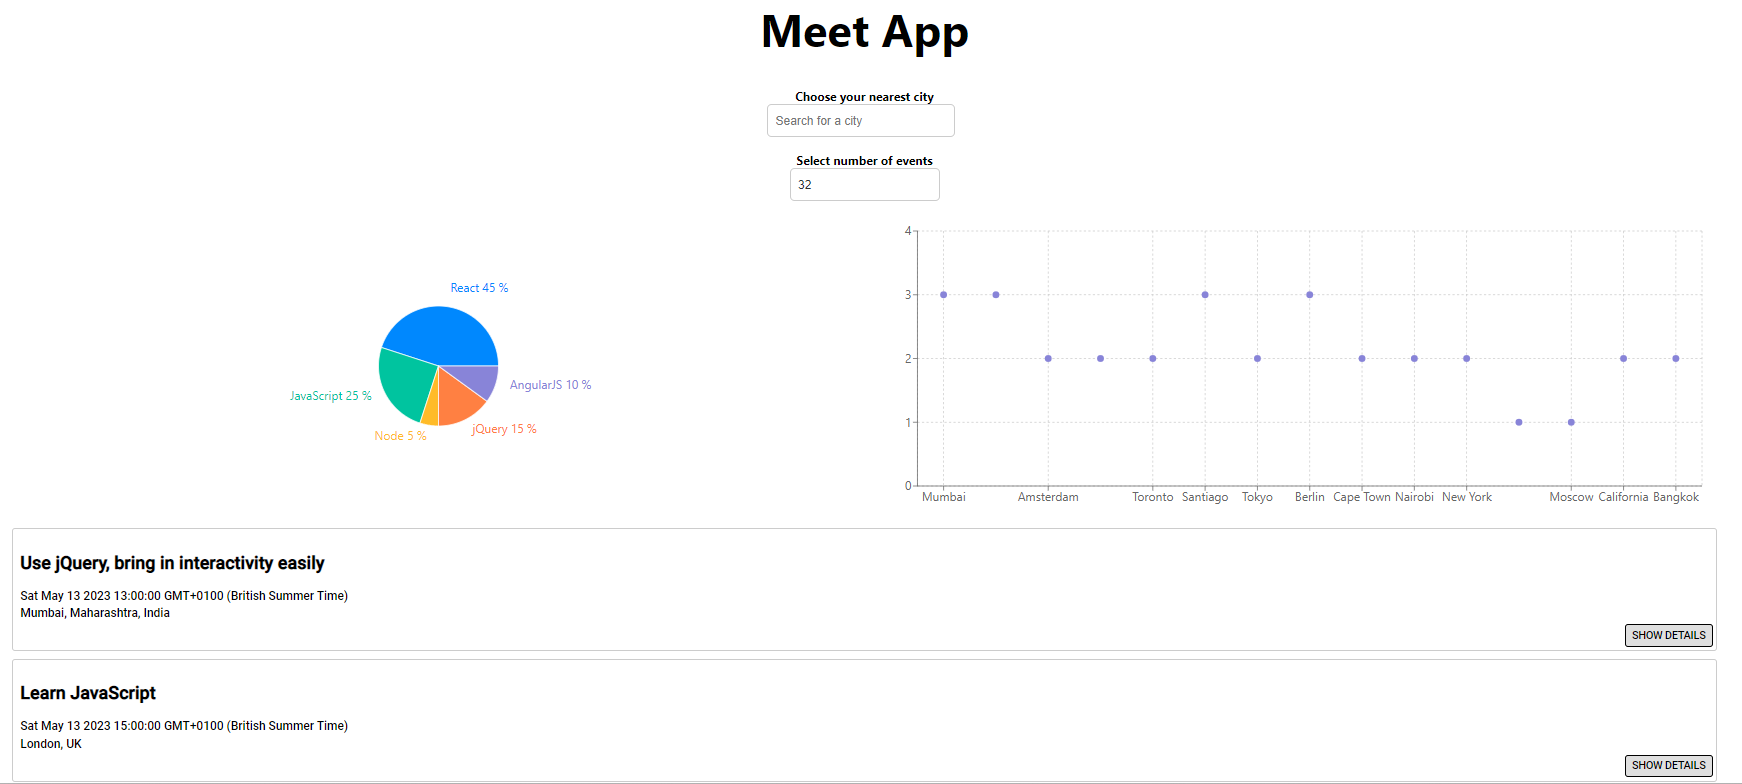 Meet App
Choose your nearest city
Search for a city
Select number of events
32
React 45 %
JavaScript 25 %
Node 5 %
jQuery 15 %
AngularJS 10 %
4
3
2
1
0
Mumbai Amsterdam Toronto Santiago Tokyo Berlin Cape Town Nairobi New York Moscow California Bangkok
Use jQuery, bring in interactivity easily
Sat May 13 2023 13:00:00 GMT+0100 (British Summer Time)
Mumbai, Maharashtra, India
SHOW DETAILS
Learn JavaScript
Sat May 13 2023 15:00:00 GMT+0100 (British Summer Time)
London, UK
SHOW DETAILS